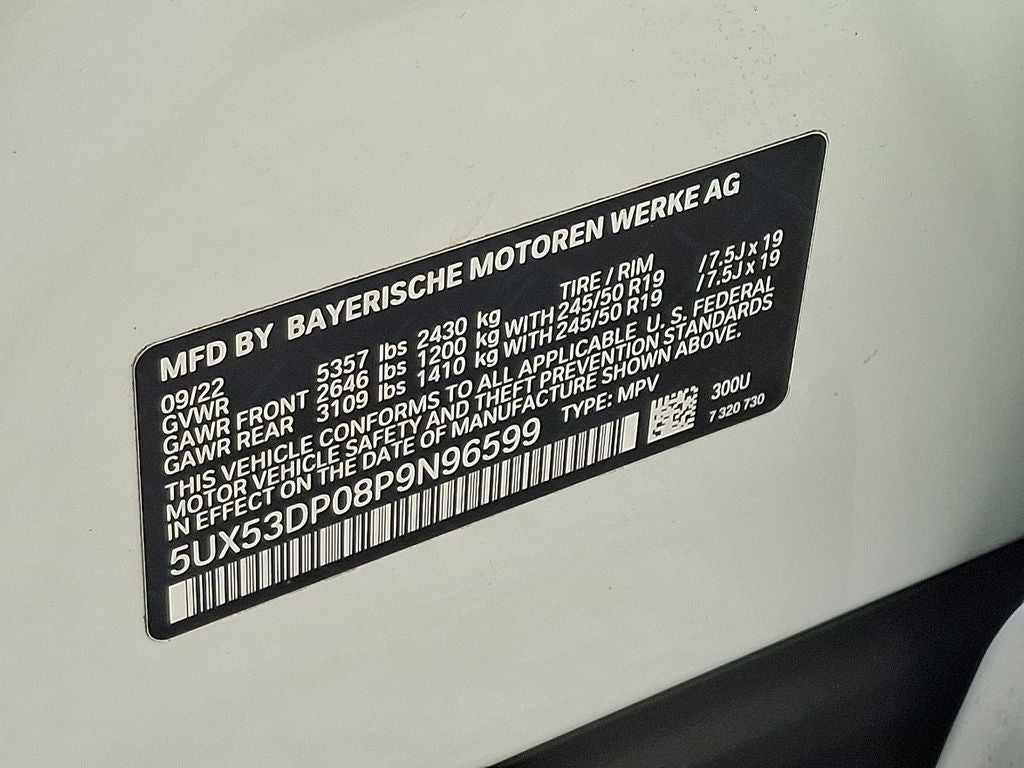 MFD BY BAYERISCHE MOTOREN WERKE AG
09/22 TIRE / RIM
GVWR 5357 lbs 2430 kg
GAWR FRONT 2646 lbs 1200 kg WITH 245/50 R19 /7.5J x 19
GAWR REAR 3109 lbs 1410 kg WITH 245/50 R19 /7.5J x 19
THIS VEHICLE CONFORMS TO ALL APPLICABLE U. S. FEDERAL
MOTOR VEHICLE SAFETY AND THEFT PREVENTION STANDARDS
IN EFFECT ON THE DATE OF MANUFACTURE SHOWN ABOVE.
5UX53DP08P9N96599 TYPE: MPV 300U
7 320 730